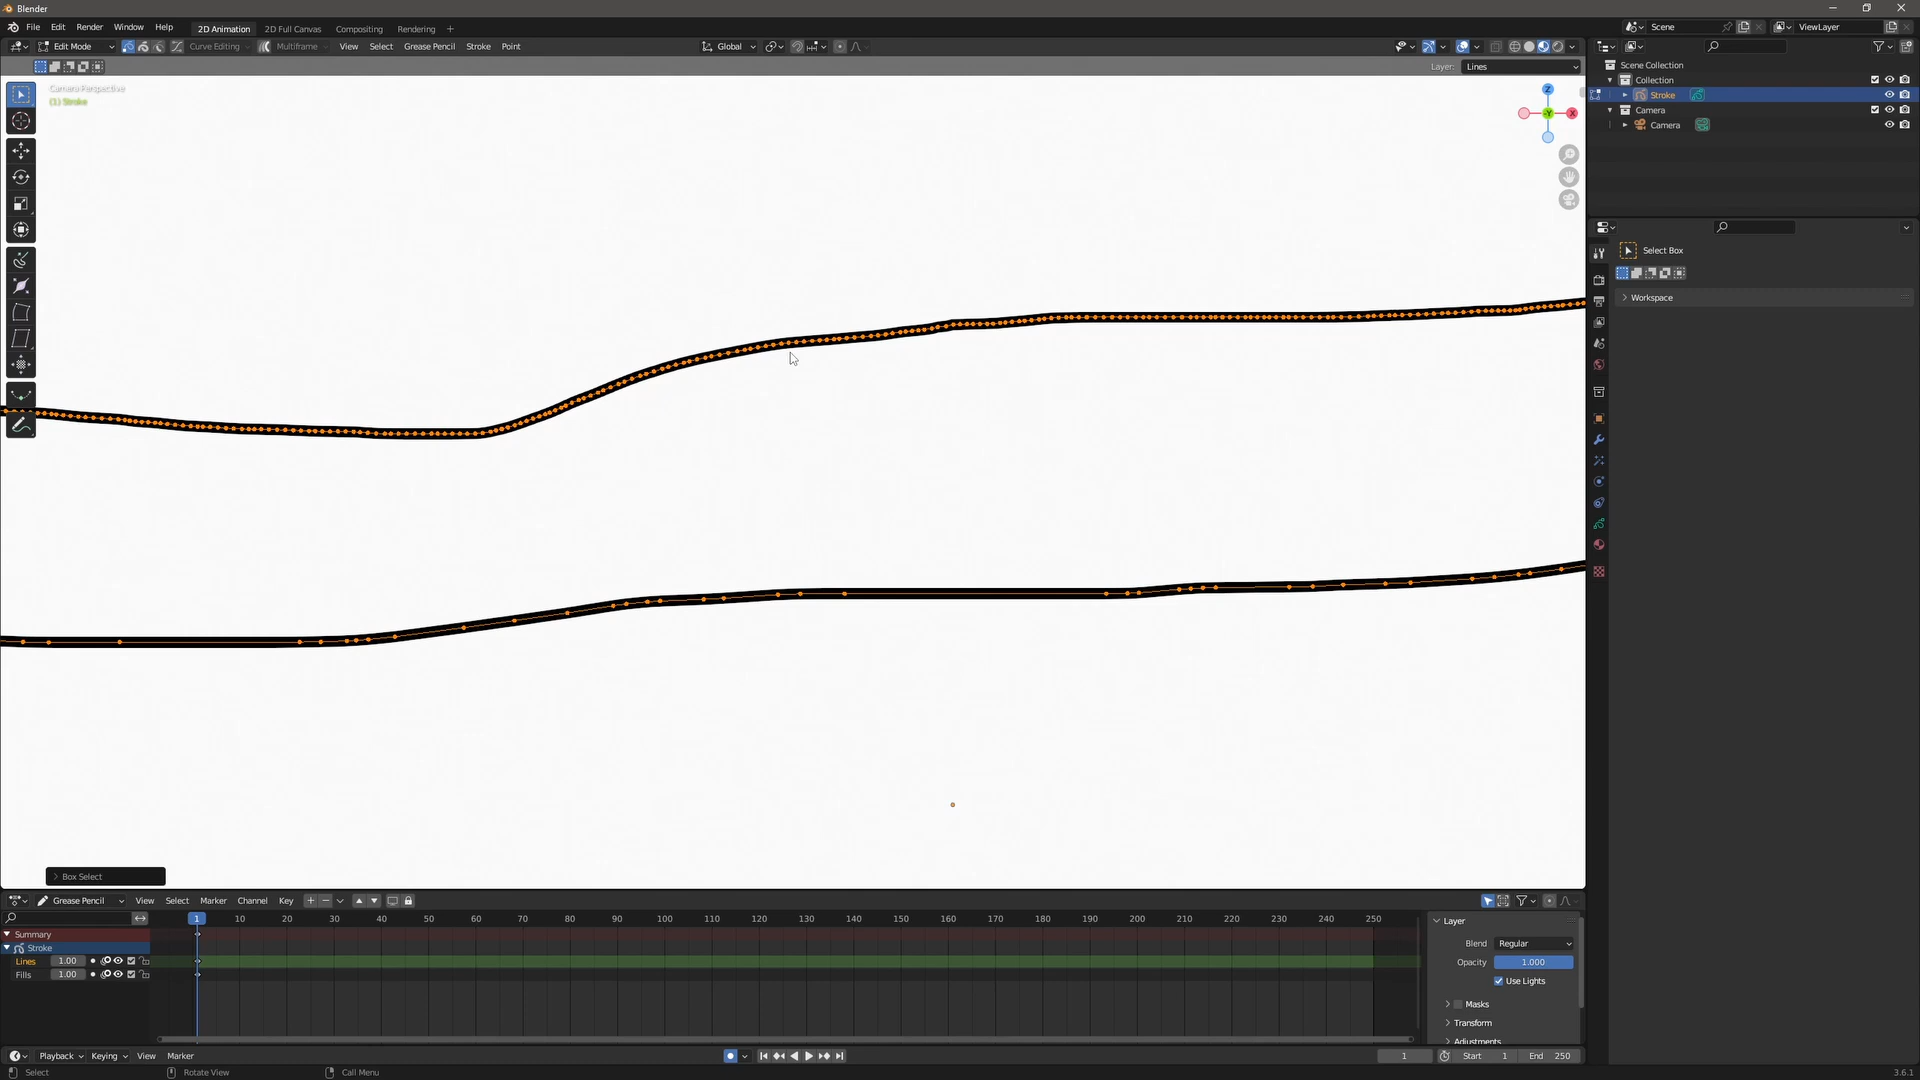 Blender
File Edit Render Window Help 2D Animation 2D Full Canvas Compositing Rendering + Scene ViewLayer
Edit Mode Curve Editing Multiframe View Select Grease Pencil Stroke Point Global
Layer: Lines
Camera Perspective
(1) Stroke
Z
-Y
X
Scene Collection
Collection
Stroke
Camera
Camera
Select Box
Workspace
Box Select
Grease Pencil View Select Marker Channel Key
1 10 20 30 40 50 60 70 80 90 100 110 120 130 140 150 160 170 180 190 200 210 220 230 240 250
Summary
Stroke
Lines 1.00
Fills 1.00
Layer
Blend Regular
Opacity 1.000
Use Lights
Masks
Transform
Adjustments
Playback Keying View Marker 1 Start 1 End 250
Select Rotate View Call Menu 3.6.1